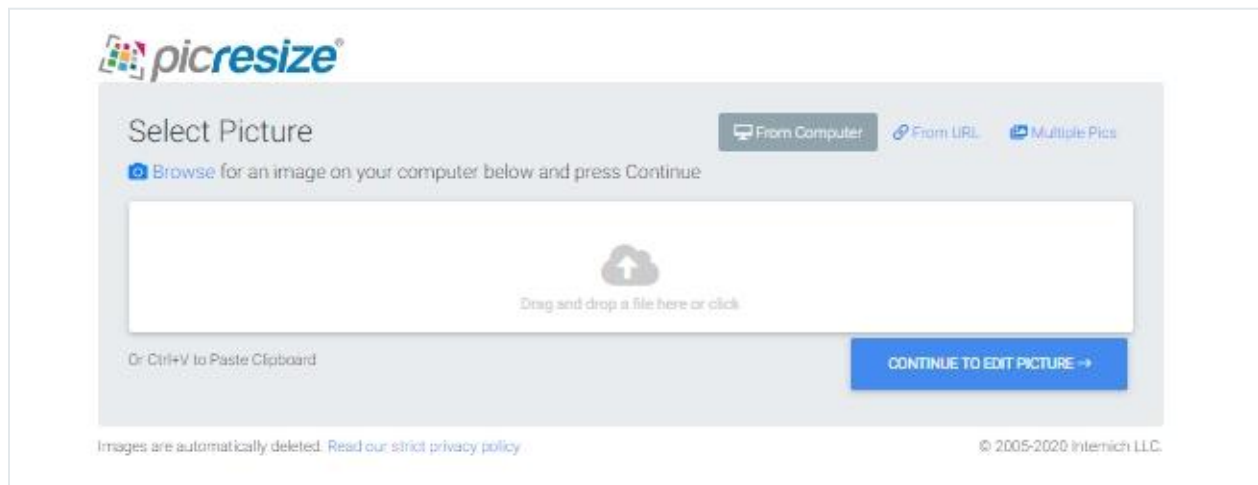 picresize®
Select Picture
From Computer
From URL
Multiple Pics
Browse for an image on your computer below and press Continue
Drag and drop a file here or click
Or Ctrl+V to Paste Clipboard
CONTINUE TO EDIT PICTURE →
Images are automatically deleted. Read our strict privacy policy
© 2005-2020 Internich LLC.